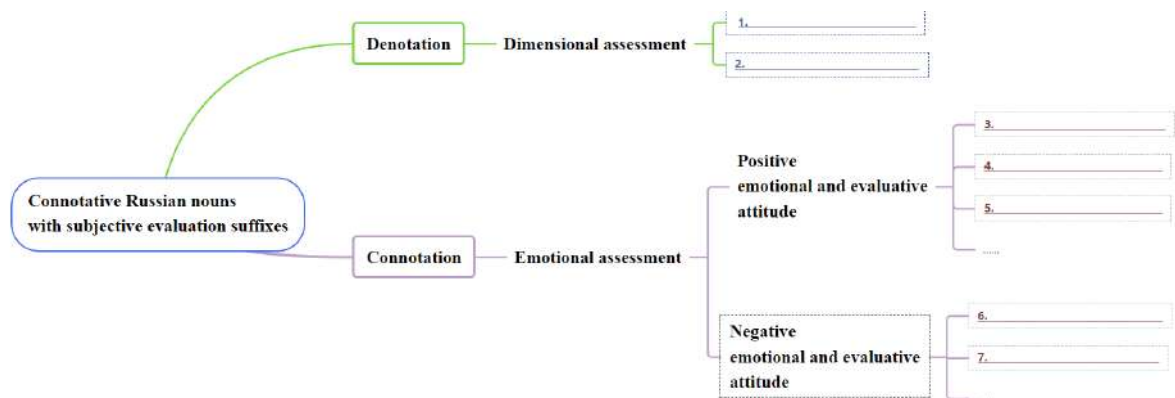 Denotation
Dimensional assessment
1.
2.
Connotative Russian nouns
with subjective evaluation suffixes
Connotation
Emotional assessment
Positive
emotional and evaluative
attitude
3.
4.
5.
......
Negative
emotional and evaluative
attitude
6.
7.